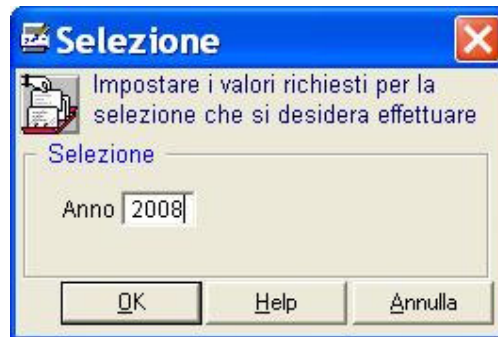 Selezione
Impostare i valori richiesti per la
selezione che si desidera effettuare
Selezione
Anno 2008
OK Help Annulla